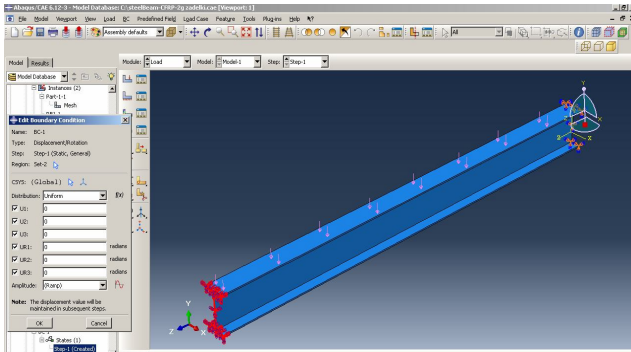 Abaqus/CAE 6.12-3 - Model Database: C:\steelBeam-CFRP-2g zadelki.cae [Viewport: 1]
File Model Viewport View Load BC Predefined Field Load Case Feature Tools Plug-ins Help
Assembly defaults
All
Model Results
Module: Load Model: Model-1 Step: Step-1
Model Database
Instances (2)
Part-1-1
Mesh
Edit Boundary Condition
Name: BC-1
Type: Displacement/Rotation
Step: Step-1 (Static, General)
Region: Set-2
CSYS: (Global)
Distribution: Uniform f(x)
U1: 0
U2: 0
U3: 0
UR1: 0 radians
UR2: 0 radians
UR3: 0 radians
Amplitude: (Ramp)
Note: The displacement value will be
maintained in subsequent steps.
OK Cancel
States (1)
Step-1 (Created)
Y
X
Z
Y
Z X